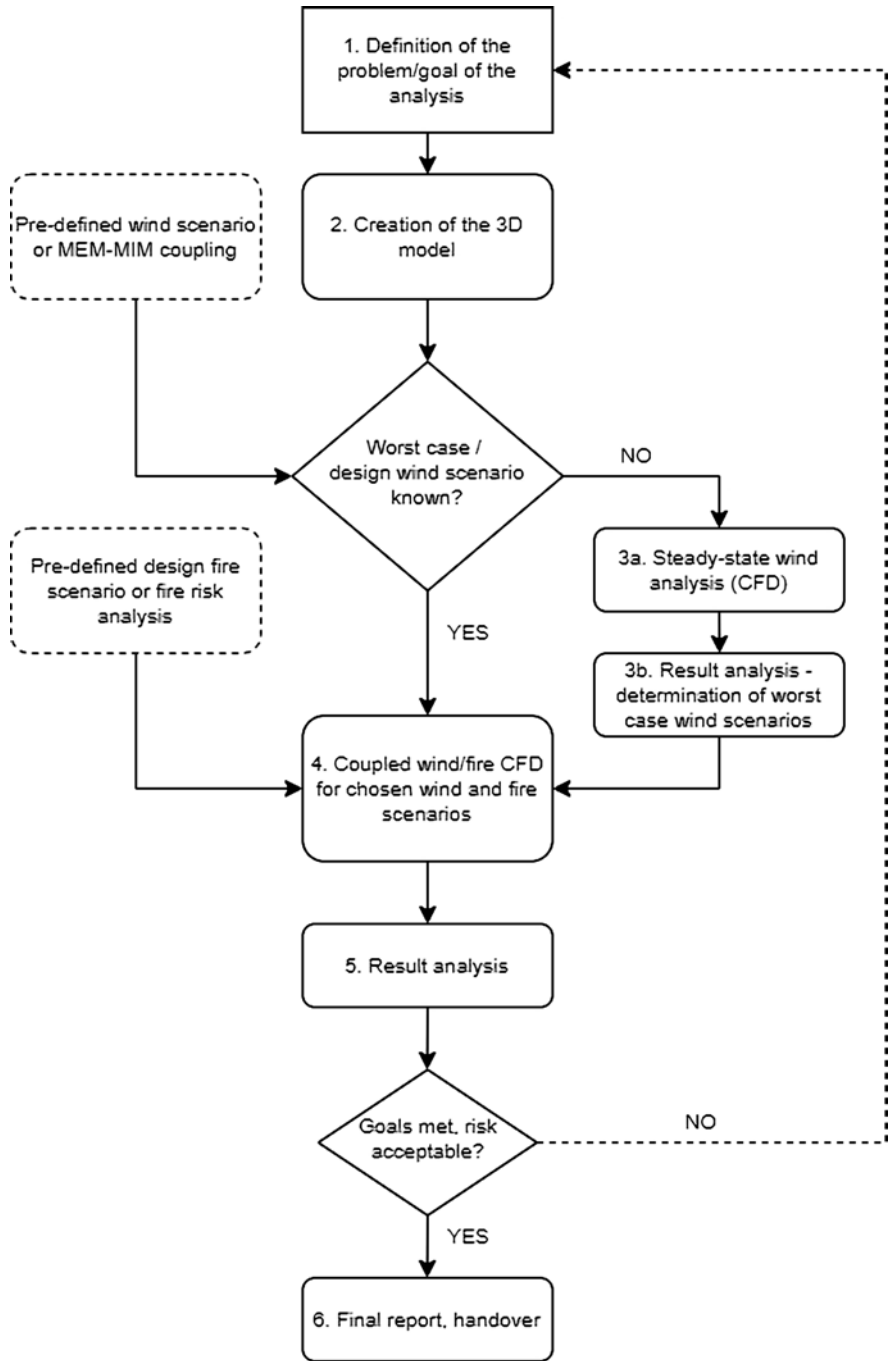 1. Definition of the
problem/goal of the
analysis
Pre-defined wind scenario
or MEM-MIM coupling
2. Creation of the 3D
model
Worst case /
design wind scenario
known?
NO
3a. Steady-state wind
analysis (CFD)
Pre-defined design fire
scenario or fire risk
analysis
YES
3b. Result analysis -
determination of worst
case wind scenarios
4. Coupled wind/fire CFD
for chosen wind and fire
scenarios
5. Result analysis
Goals met, risk
acceptable?
NO
YES
6. Final report, handover